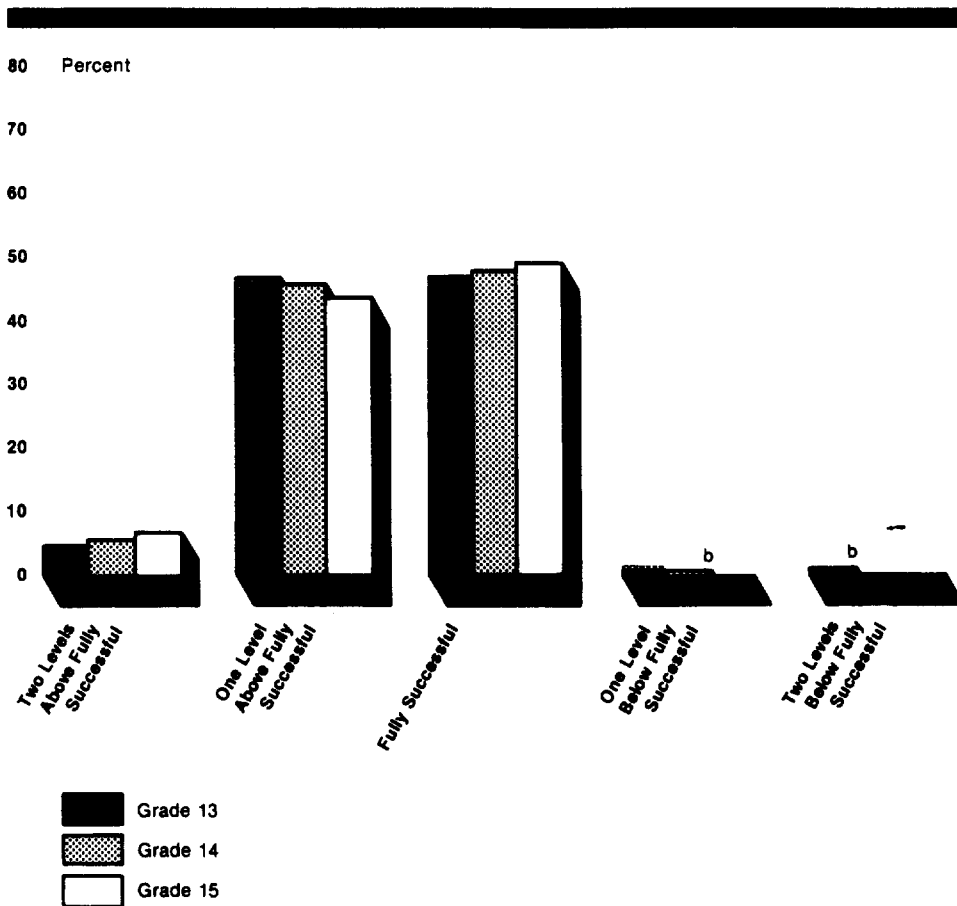 80 Percent
70
60
50
40
30
20
10
0
b
b
Two Levels
Above Fully
Successful
One Level
Above Fully
Successful
Fully Successful
One Level
Below Fully
Successful
Two Levels
Below Fully
Successful
Grade 13
Grade 14
Grade 15